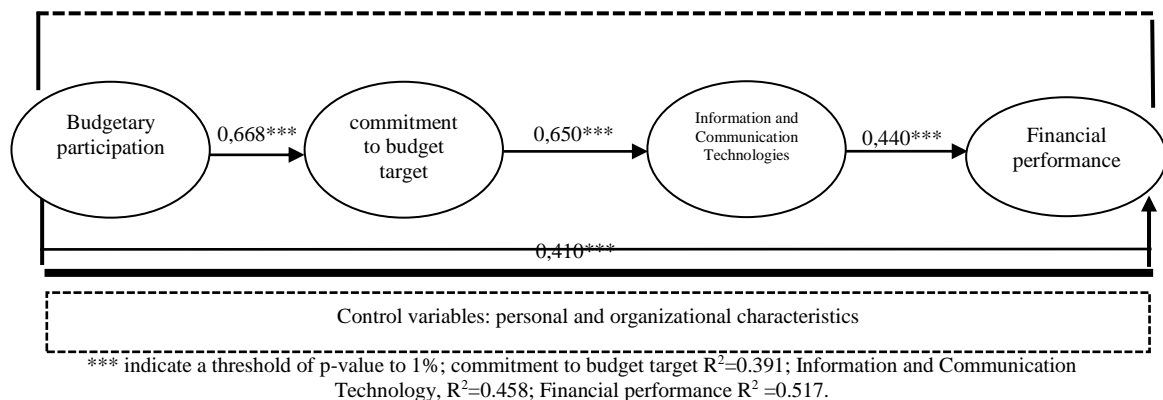 Budgetary
participation
0,668***
commitment
to budget
target
0,650***
Information and
Communication
Technologies
0,440***
Financial
performance
0,410***
Control variables: personal and organizational characteristics
*** indicate a threshold of p-value to 1%; commitment to budget target R²=0.391; Information and Communication
Technology, R²=0.458; Financial performance R² =0.517.